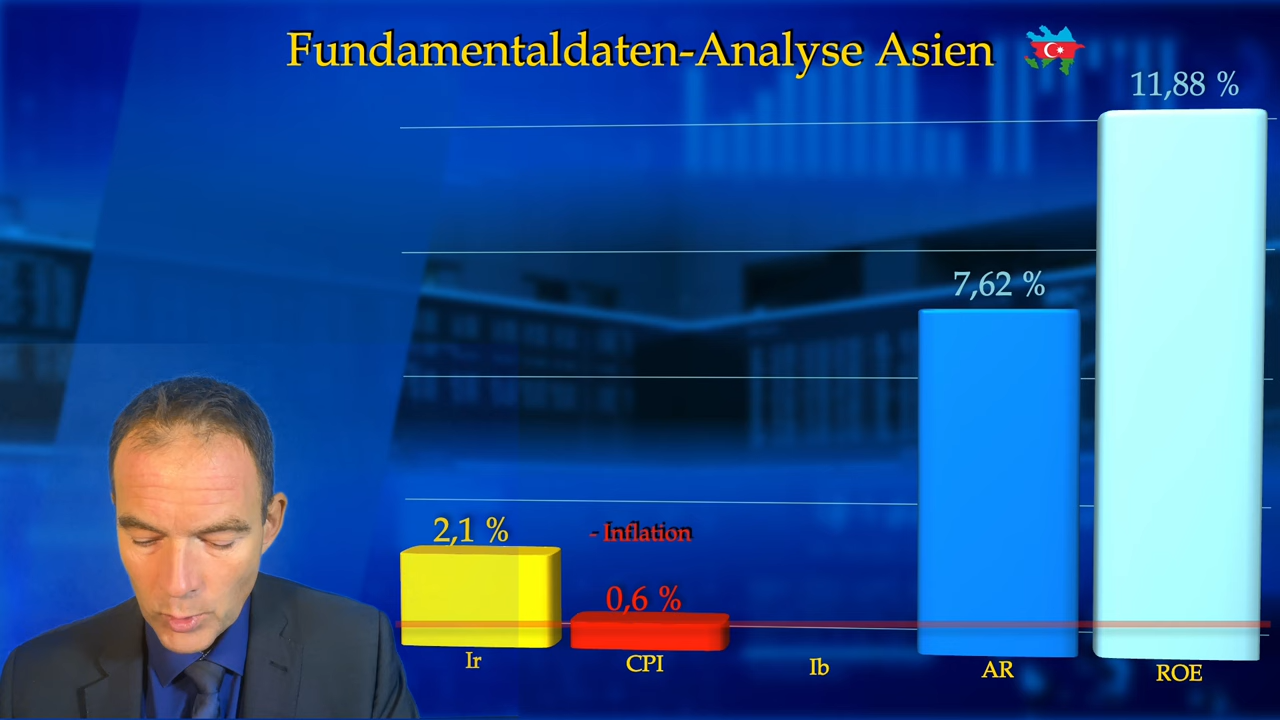 Fundamentaldaten-Analyse Asien
11,88 %
7,62 %
2,1 %
- Inflation
0,6 %
Ir
CPI
Ib
AR
ROE